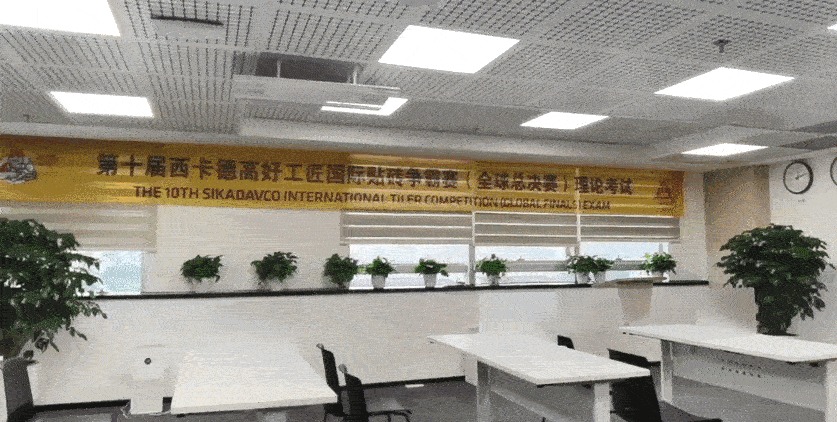 第十届西卡德高好工匠国际贴砖争霸赛（全球总决赛）理论考试
THE 10TH SIKADAVCO INTERNATIONAL TILER COMPETITION (GLOBAL FINALS) EXAM